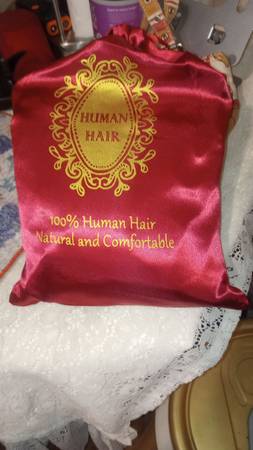 HUMAN
HAIR
100% Human Hair
Natural and Comfortable